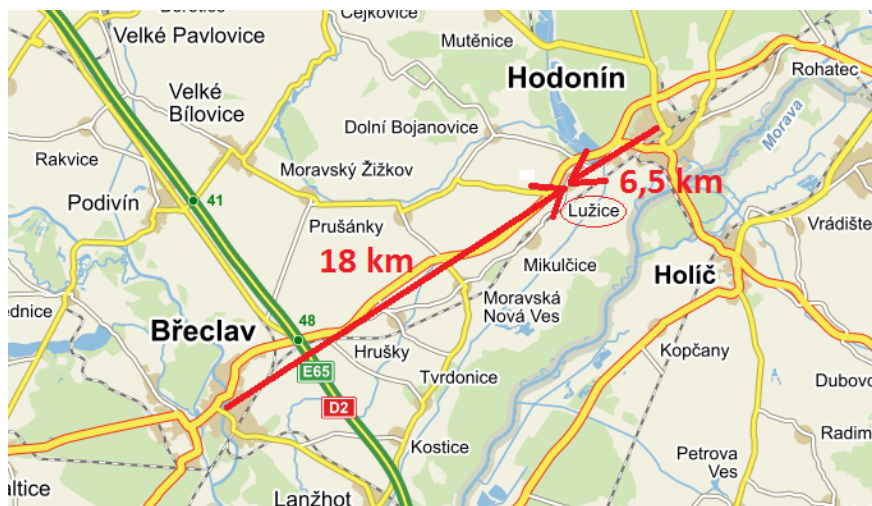 Čejkovice
Velké Pavlovice
Mutěnice
Hodonín
Rohatec
Velké
Bílovice
Dolní Bojanovice
Morava
Rakvice
Moravský Žižkov
6,5 km
Podivín
41
Lužice
Prušánky
Vrádište
18 km
Mikulčice
Holíč
Moravská
Nová Ves
Břeclav
48
Hrušky
Kopčany
E65
Tvrdonice
D2
Kostice
Petrova
Ves
Lanžhot